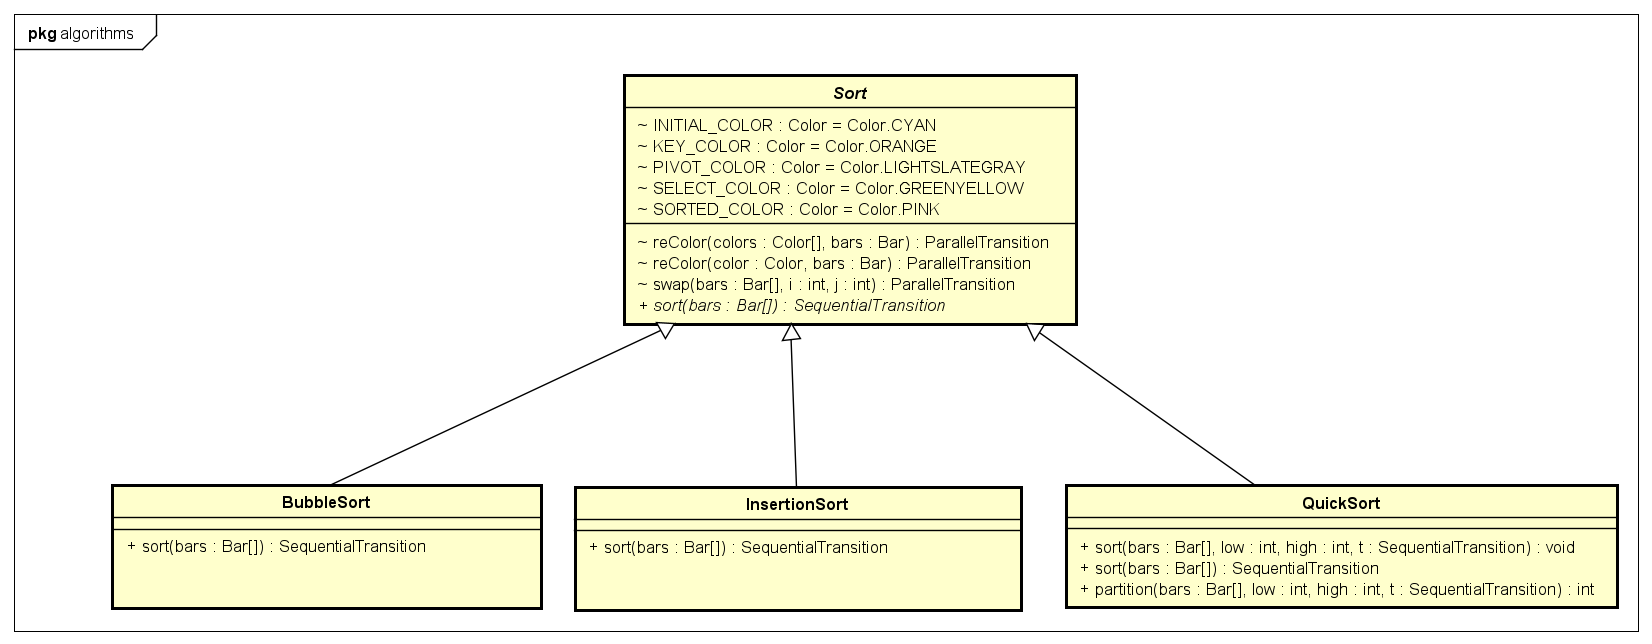 pkg algorithms
Sort
~ INITIAL_COLOR : Color = Color.CYAN
~ KEY_COLOR : Color = Color.ORANGE
~ PIVOT_COLOR : Color = Color.LIGHTSLATEGRAY
~ SELECT_COLOR : Color = Color.GREENYELLOW
~ SORTED_COLOR : Color = Color.PINK
~ reColor(colors : Color[], bars : Bar) : ParallelTransition
~ reColor(color : Color, bars : Bar) : ParallelTransition
~ swap(bars : Bar[], i : int, j : int) : ParallelTransition
+ sort(bars : Bar[]) : SequentialTransition
BubbleSort
+ sort(bars : Bar[]) : SequentialTransition
InsertionSort
+ sort(bars : Bar[]) : SequentialTransition
QuickSort
+ sort(bars : Bar[], low : int, high : int, t : SequentialTransition) : void
+ sort(bars : Bar[]) : SequentialTransition
+ partition(bars : Bar[], low : int, high : int, t : SequentialTransition) : int